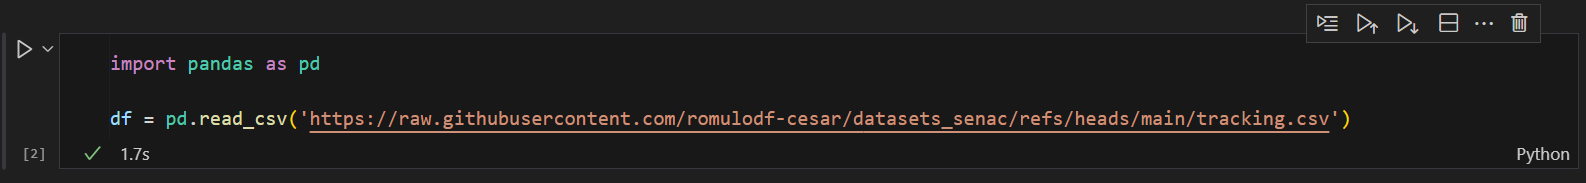 import pandas as pd
df = pd.read_csv('https://raw.githubusercontent.com/romulodf-cesar/datasets_senac/refs/heads/main/tracking.csv')
[2]
1.7s
Python